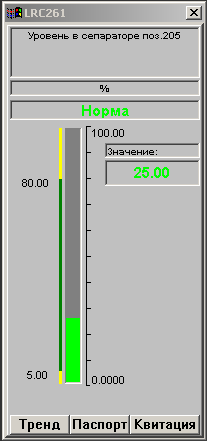 LRC261
Уровень в сепараторе поз.205
%
Норма
100.00
Значение:
25.00
80.00
5.00
0.0000
Тренд
Паспорт
Квитация